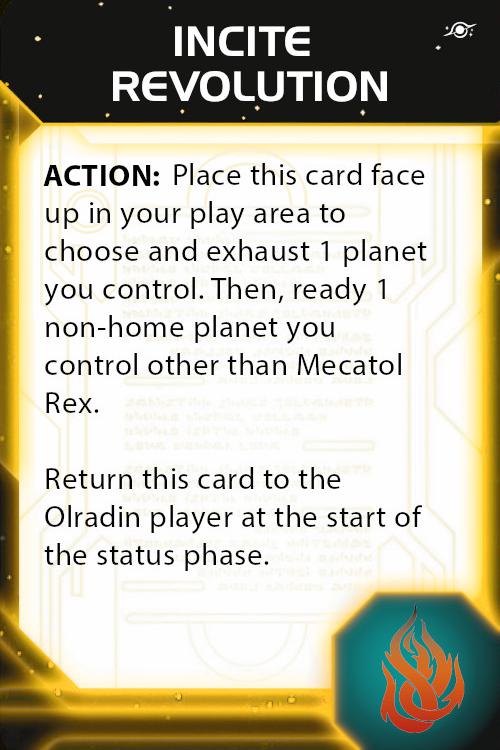 INCITE
REVOLUTION
ACTION: Place this card face
up in your play area to
choose and exhaust 1 planet
you control. Then, ready 1
non-home planet you
control other than Mecatol
Rex.
Return this card to the
Olradin player at the start of
the status phase.